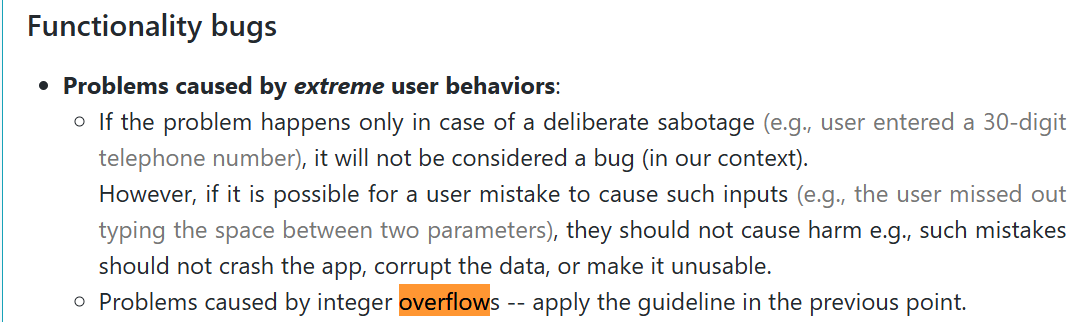 Functionality bugs
• Problems caused by extreme user behaviors:
○ If the problem happens only in case of a deliberate sabotage (e.g., user entered a 30-digit
telephone number), it will not be considered a bug (in our context).
However, if it is possible for a user mistake to cause such inputs (e.g., the user missed out
typing the space between two parameters), they should not cause harm e.g., such mistakes
should not crash the app, corrupt the data, or make it unusable.
○ Problems caused by integer overflows -- apply the guideline in the previous point.